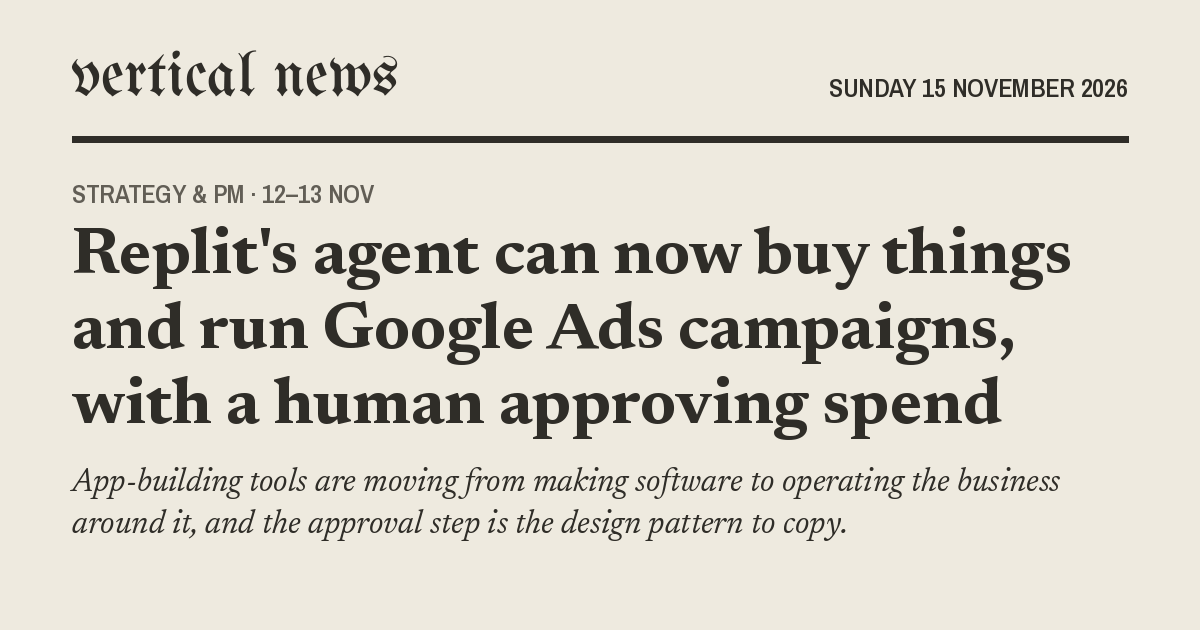 vertical news
SUNDAY 15 NOVEMBER 2026
STRATEGY & PM · 12–13 NOV
Replit's agent can now buy things
and run Google Ads campaigns,
with a human approving spend
App-building tools are moving from making software to operating the business
around it, and the approval step is the design pattern to copy.